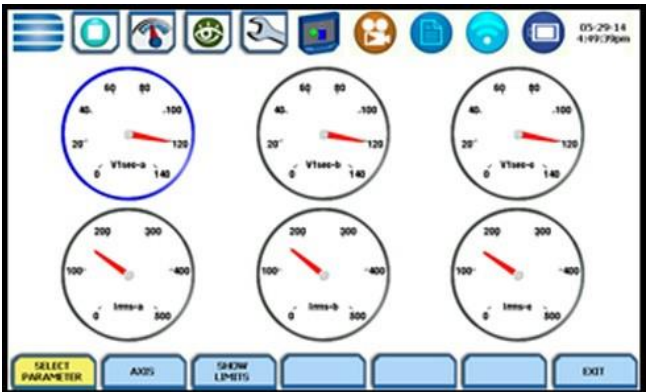 05-29-14
4:49:39pm
60 80
40 100
20 120
V1sec-a
0 140
60 80
40 100
20 120
V1sec-b
0 140
60 80
40 100
20 120
V1sec-c
0 140
200 300
100 400
Irms-a
0 500
200 300
100 400
Irms-b
0 500
200 300
100 400
Irms-c
0 500
SELECT
PARAMETER
AXIS
SHOW
LIMITS
EXIT